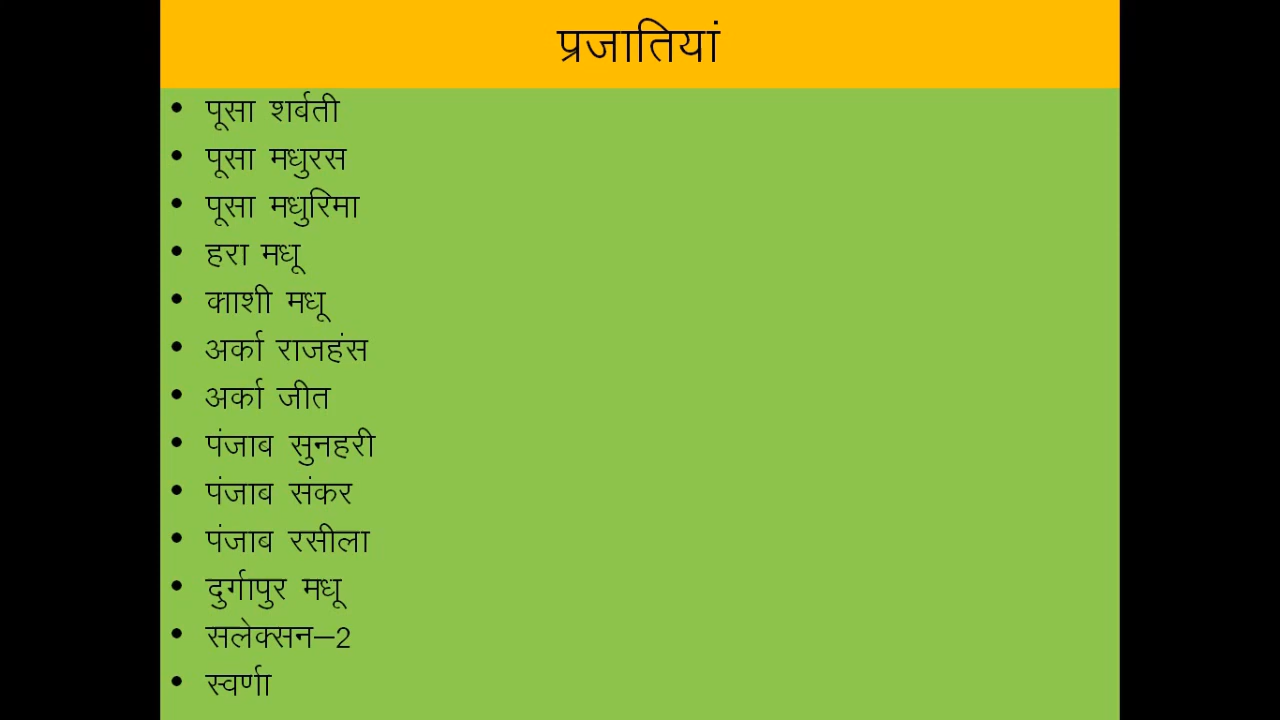 प्रजातियां
• पूसा शर्वती
• पूसा मधुरस
• पूसा मधुरिमा
• हरा मधू
• काशी मधू
• अर्का राजहंस
• अर्का जीत
• पंजाब सुनहरी
• पंजाब संकर
• पंजाब रसीला
• दुर्गापुर मधू
• सलेक्सन–2
• स्वर्णा